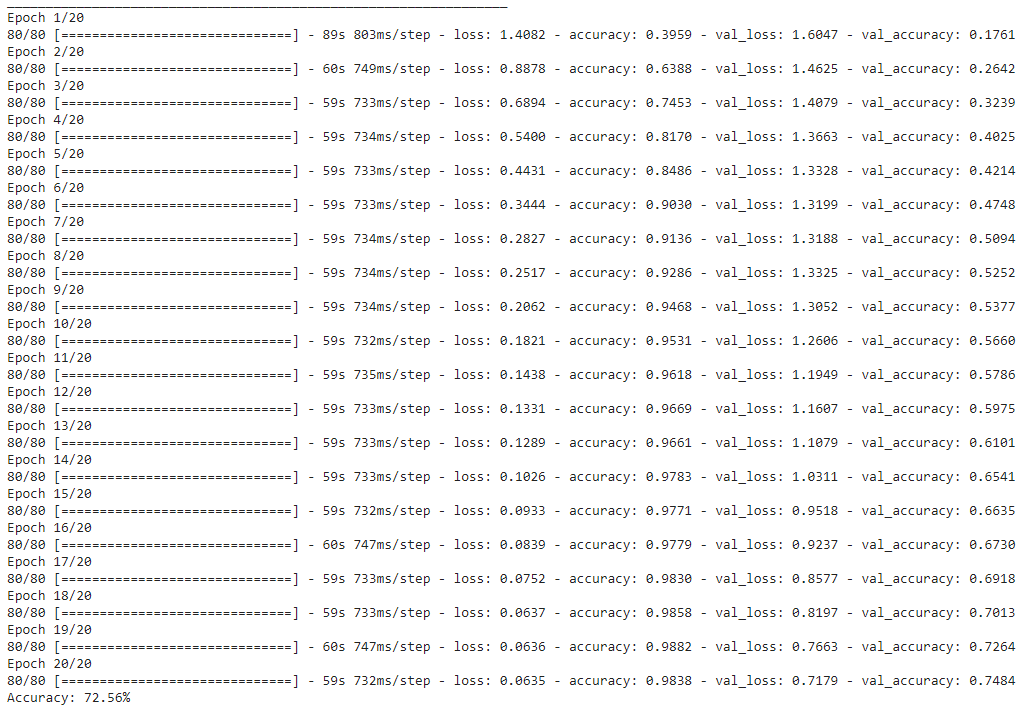 Epoch 1/20
80/80 [==============================] - 89s 803ms/step - loss: 1.4082 - accuracy: 0.3959 - val_loss: 1.6047 - val_accuracy: 0.1761
Epoch 2/20
80/80 [==============================] - 60s 749ms/step - loss: 0.8878 - accuracy: 0.6388 - val_loss: 1.4625 - val_accuracy: 0.2642
Epoch 3/20
80/80 [==============================] - 59s 733ms/step - loss: 0.6894 - accuracy: 0.7453 - val_loss: 1.4079 - val_accuracy: 0.3239
Epoch 4/20
80/80 [==============================] - 59s 734ms/step - loss: 0.5400 - accuracy: 0.8170 - val_loss: 1.3663 - val_accuracy: 0.4025
Epoch 5/20
80/80 [==============================] - 59s 733ms/step - loss: 0.4431 - accuracy: 0.8486 - val_loss: 1.3328 - val_accuracy: 0.4214
Epoch 6/20
80/80 [==============================] - 59s 733ms/step - loss: 0.3444 - accuracy: 0.9030 - val_loss: 1.3199 - val_accuracy: 0.4748
Epoch 7/20
80/80 [==============================] - 59s 734ms/step - loss: 0.2827 - accuracy: 0.9136 - val_loss: 1.3188 - val_accuracy: 0.5094
Epoch 8/20
80/80 [==============================] - 59s 734ms/step - loss: 0.2517 - accuracy: 0.9286 - val_loss: 1.3325 - val_accuracy: 0.5252
Epoch 9/20
80/80 [==============================] - 59s 734ms/step - loss: 0.2062 - accuracy: 0.9468 - val_loss: 1.3052 - val_accuracy: 0.5377
Epoch 10/20
80/80 [==============================] - 59s 732ms/step - loss: 0.1821 - accuracy: 0.9531 - val_loss: 1.2606 - val_accuracy: 0.5660
Epoch 11/20
80/80 [==============================] - 59s 735ms/step - loss: 0.1438 - accuracy: 0.9618 - val_loss: 1.1949 - val_accuracy: 0.5786
Epoch 12/20
80/80 [==============================] - 59s 733ms/step - loss: 0.1331 - accuracy: 0.9669 - val_loss: 1.1607 - val_accuracy: 0.5975
Epoch 13/20
80/80 [==============================] - 59s 733ms/step - loss: 0.1289 - accuracy: 0.9661 - val_loss: 1.1079 - val_accuracy: 0.6101
Epoch 14/20
80/80 [==============================] - 59s 733ms/step - loss: 0.1026 - accuracy: 0.9783 - val_loss: 1.0311 - val_accuracy: 0.6541
Epoch 15/20
80/80 [==============================] - 59s 732ms/step - loss: 0.0933 - accuracy: 0.9771 - val_loss: 0.9518 - val_accuracy: 0.6635
Epoch 16/20
80/80 [==============================] - 60s 747ms/step - loss: 0.0839 - accuracy: 0.9779 - val_loss: 0.9237 - val_accuracy: 0.6730
Epoch 17/20
80/80 [==============================] - 59s 733ms/step - loss: 0.0752 - accuracy: 0.9830 - val_loss: 0.8577 - val_accuracy: 0.6918
Epoch 18/20
80/80 [==============================] - 59s 733ms/step - loss: 0.0637 - accuracy: 0.9858 - val_loss: 0.8197 - val_accuracy: 0.7013
Epoch 19/20
80/80 [==============================] - 60s 747ms/step - loss: 0.0636 - accuracy: 0.9882 - val_loss: 0.7663 - val_accuracy: 0.7264
Epoch 20/20
80/80 [==============================] - 59s 732ms/step - loss: 0.0635 - accuracy: 0.9838 - val_loss: 0.7179 - val_accuracy: 0.7484
Accuracy: 72.56%